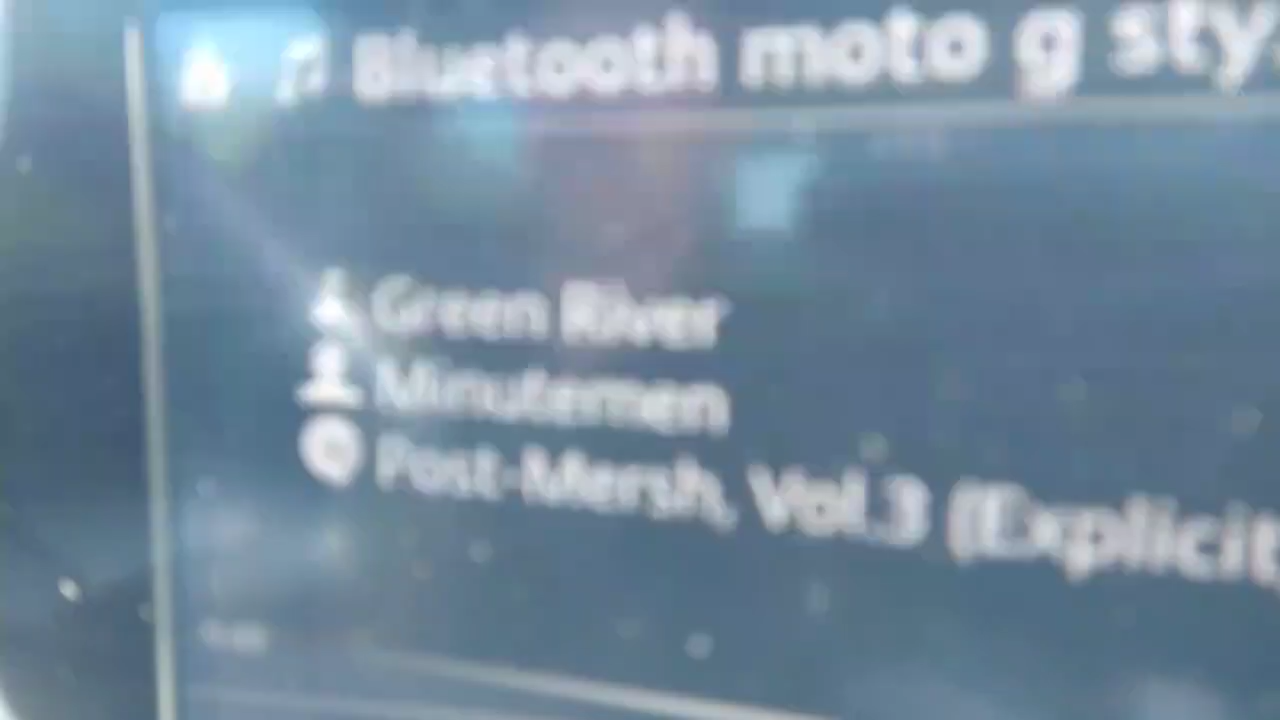 Bluetooth moto g sty
Green River
Minutemen
Post-Mersh, Vol.3 (Explicit